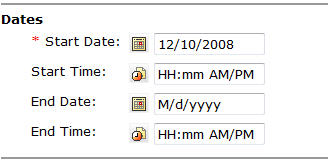 Dates
* Start Date: 12/10/2008
Start Time: HH:mm AM/PM
End Date: M/d/yyyy
End Time: HH:mm AM/PM